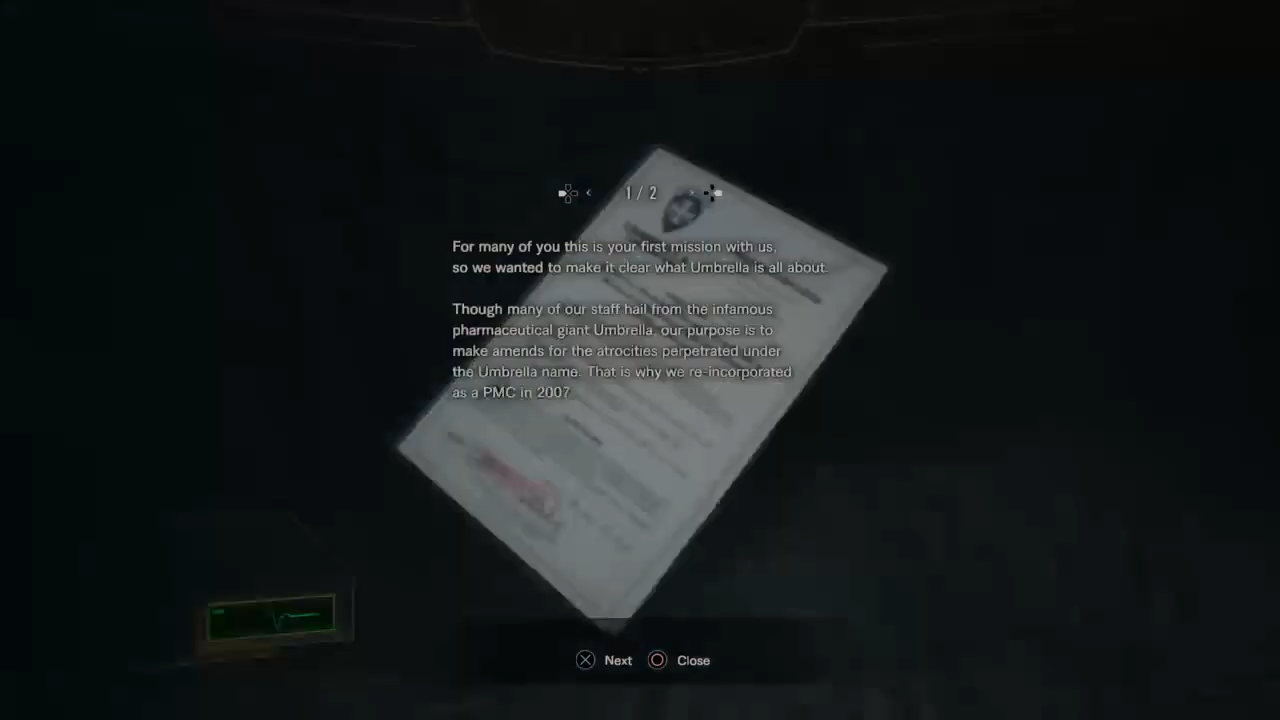 1 / 2
For many of you this is your first mission with us,
so we wanted to make it clear what Umbrella is all about.
Though many of our staff hail from the infamous
pharmaceutical giant Umbrella, our purpose is to
make amends for the atrocities perpetrated under
the Umbrella name. That is why we re-incorporated
as a PMC in 2007.
Next Close